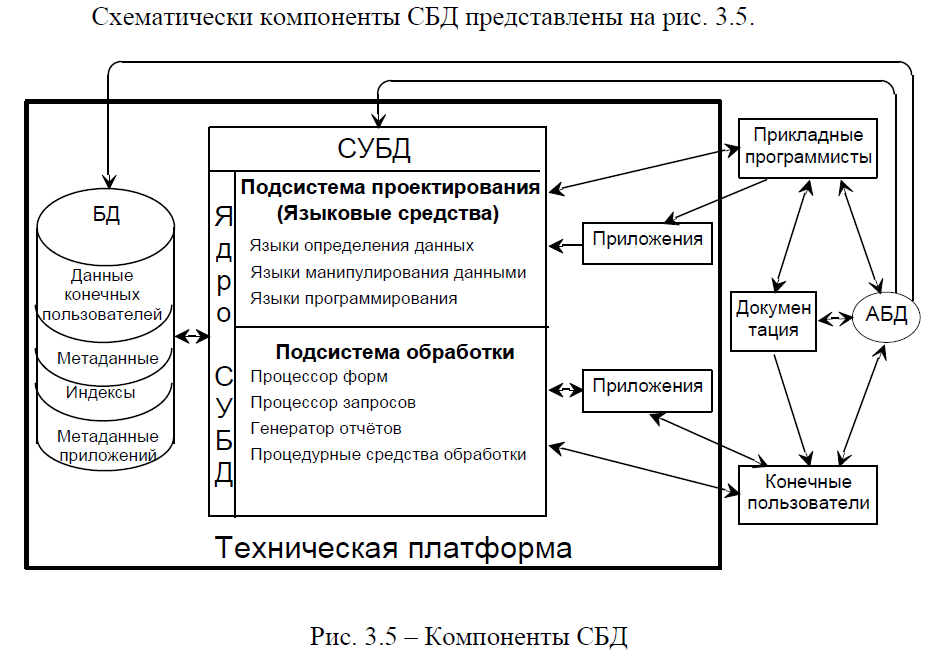 Схематически компоненты СБД представлены на рис. 3.5.
СУБД
Ядро СУБД
Подсистема проектирования
(Языковые средства)
Языки определения данных
Языки манипулирования данными
Языки программирования
Подсистема обработки
Процессор форм
Процессор запросов
Генератор отчётов
Процедурные средства обработки
БД
Данные
конечных
пользователей
Метаданные
Индексы
Метаданные
приложений
Приложения
Приложения
Прикладные
программисты
Докумен
тация
АБД
Конечные
пользователи
Техническая платформа
Рис. 3.5 – Компоненты СБД